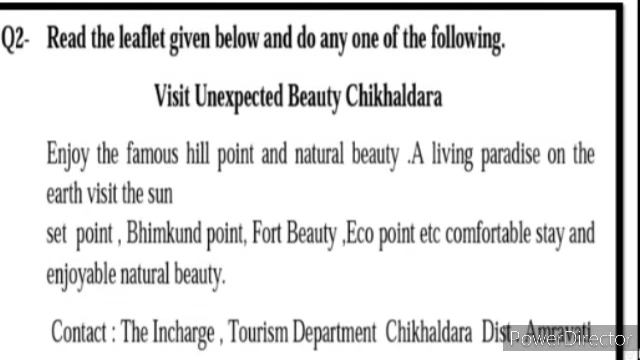 Q2- Read the leaflet given below and do any one of the following.
Visit Unexpected Beauty Chikhaldara
Enjoy the famous hill point and natural beauty .A living paradise on the
earth visit the sun
set point , Bhimkund point, Fort Beauty ,Eco point etc comfortable stay and
enjoyable natural beauty.
Contact : The Incharge , Tourism Department Chikhaldara Dist. Amravati
PowerDirector